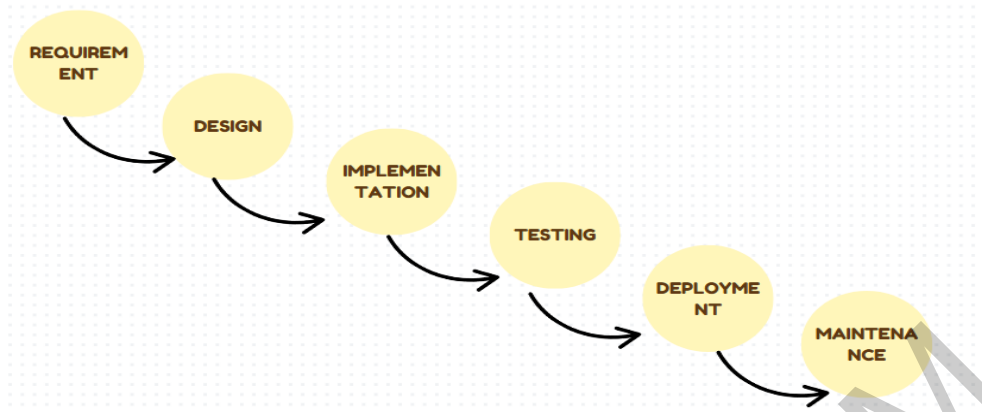 REQUIREM
ENT
DESIGN
IMPLEMEN
TATION
TESTING
DEPLOYME
NT
MAINTENA
NCE